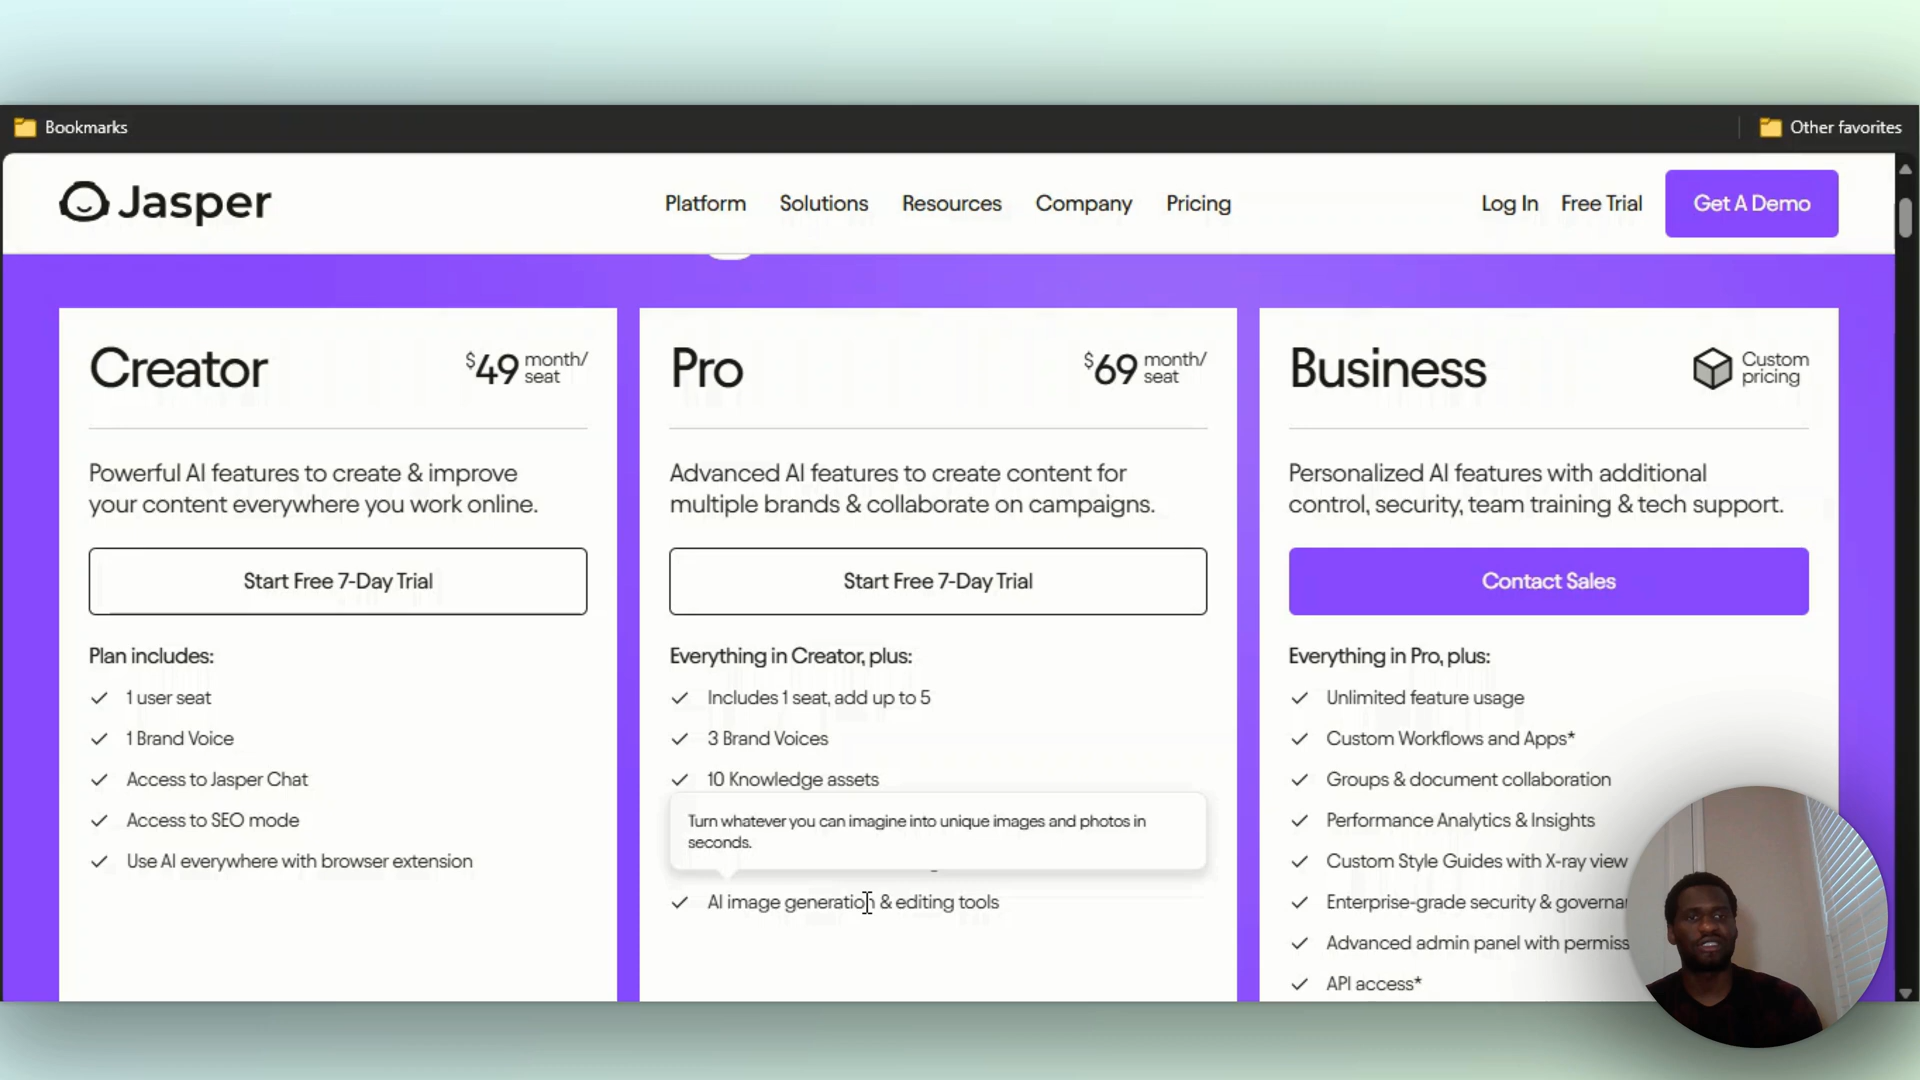 Bookmarks
Other favorites
Jasper
Platform
Solutions
Resources
Company
Pricing
Log In
Free Trial
Get A Demo
Creator
$49 month/
seat
Powerful AI features to create & improve
your content everywhere you work online.
Start Free 7-Day Trial
Plan includes:
1 user seat
1 Brand Voice
Access to Jasper Chat
Access to SEO mode
Use AI everywhere with browser extension
Pro
$69 month/
seat
Advanced AI features to create content for
multiple brands & collaborate on campaigns.
Start Free 7-Day Trial
Everything in Creator, plus:
Includes 1 seat, add up to 5
3 Brand Voices
10 Knowledge assets
Turn whatever you can imagine into unique images and photos in
seconds.
AI image generation & editing tools
Business
Custom
pricing
Personalized AI features with additional
control, security, team training & tech support.
Contact Sales
Everything in Pro, plus:
Unlimited feature usage
Custom Workflows and Apps*
Groups & document collaboration
Performance Analytics & Insights
Custom Style Guides with X-ray view
Enterprise-grade security &
Advanced admin panel with
API access*